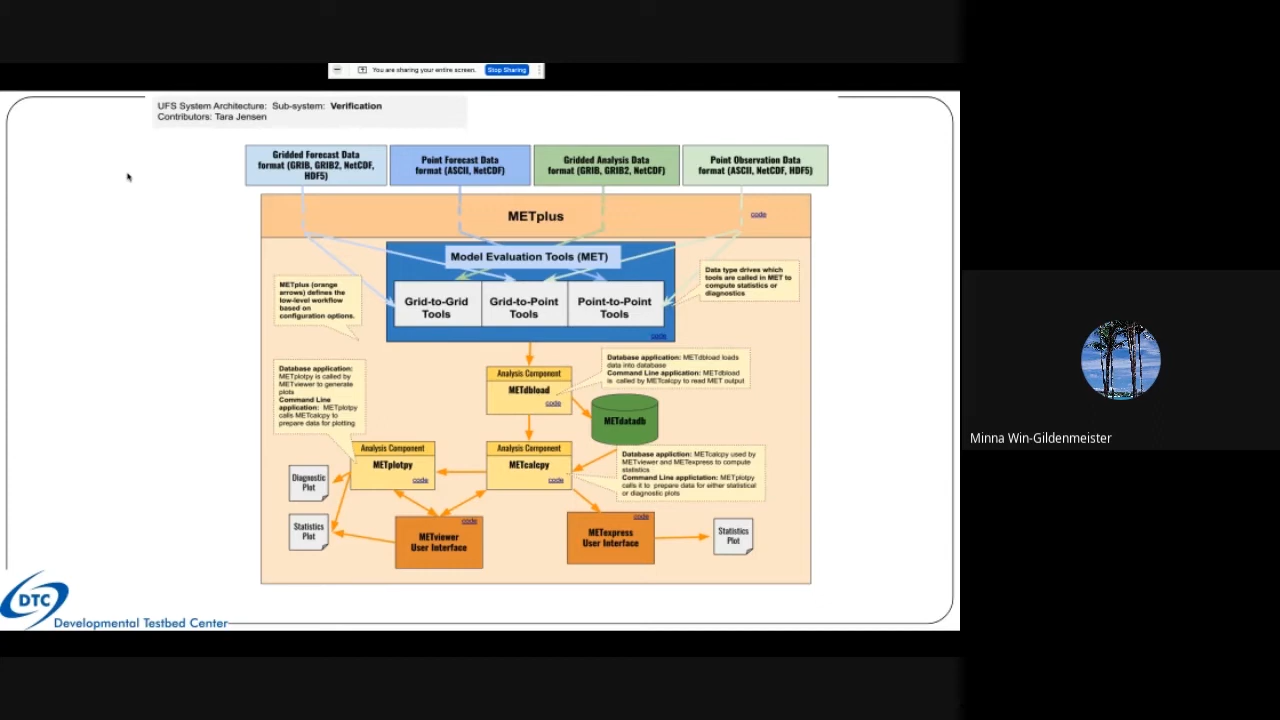 You are sharing your entire screen. Stop Sharing
UFS System Architecture: Sub-system: Verification
Contributors: Tara Jensen
Gridded Forecast Data
format (GRIB, GRIB2, NetCDF,
HDF5)
Point Forecast Data
format (ASCII, NetCDF)
Gridded Analysis Data
format (GRIB, GRIB2, NetCDF)
Point Observation Data
format (ASCII, NetCDF, HDF5)
METplus
code
Model Evaluation Tools (MET)
Grid-to-Grid
Tools
Grid-to-Point
Tools
Point-to-Point
Tools
code
METplus (orange
arrows) defines the
low-level workflow
based on
configuration options.
Data type drives which
tools are called in MET to
compute statistics or
diagnostics
Analysis Component
METdbload
code
Database application: METdbload loads
data into database
Command Line application: METdbload
is called by METcalcpy to read MET output
METdatadb
Database application:
METplotpy is called by
METviewer to generate
plots
Command Line
application: METplotpy
calls METcalcpy to
prepare data for plotting
Analysis Component
METplotpy
code
Analysis Component
METcalcpy
code
Database appliction: METcalcpy used by
METviewer and METexpress to compute
statistics
Command Line applictation: METplotpy
calls it to prepare data for either statistical
or diagnostic plots
Diagnostic
Plot
Statistics
Plot
code
METviewer
User Interface
code
METexpress
User Interface
Statistics
Plot
DTC
Developmental Testbed Center
Minna Win-Gildenmeister